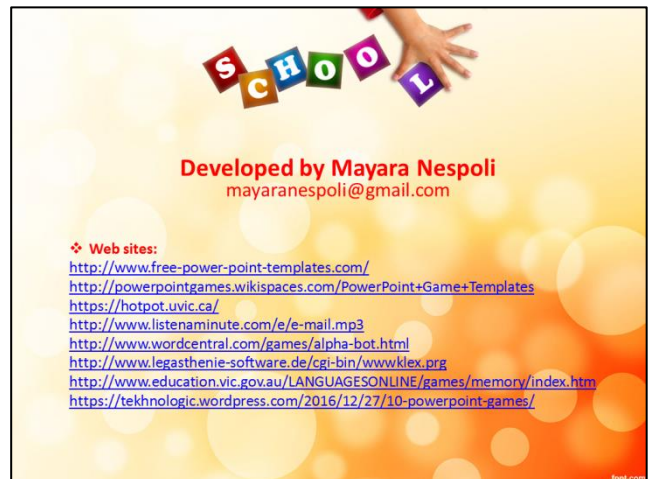 SCHOOL
Developed by Mayara Nespoli
mayaranespoli@gmail.com
❖ Web sites:
http://www.free-power-point-templates.com/
http://powerpointgames.wikispaces.com/PowerPoint+Game+Templates
https://hotpot.uvic.ca/
http://www.listenaminute.com/e/e-mail.mp3
http://www.wordcentral.com/games/alpha-bot.html
http://www.legasthenie-software.de/cgi-bin/wwwklex.prg
http://www.education.vic.gov.au/LANGUAGESONLINE/games/memory/index.htm
https://tekhnologic.wordpress.com/2016/12/27/10-powerpoint-games/